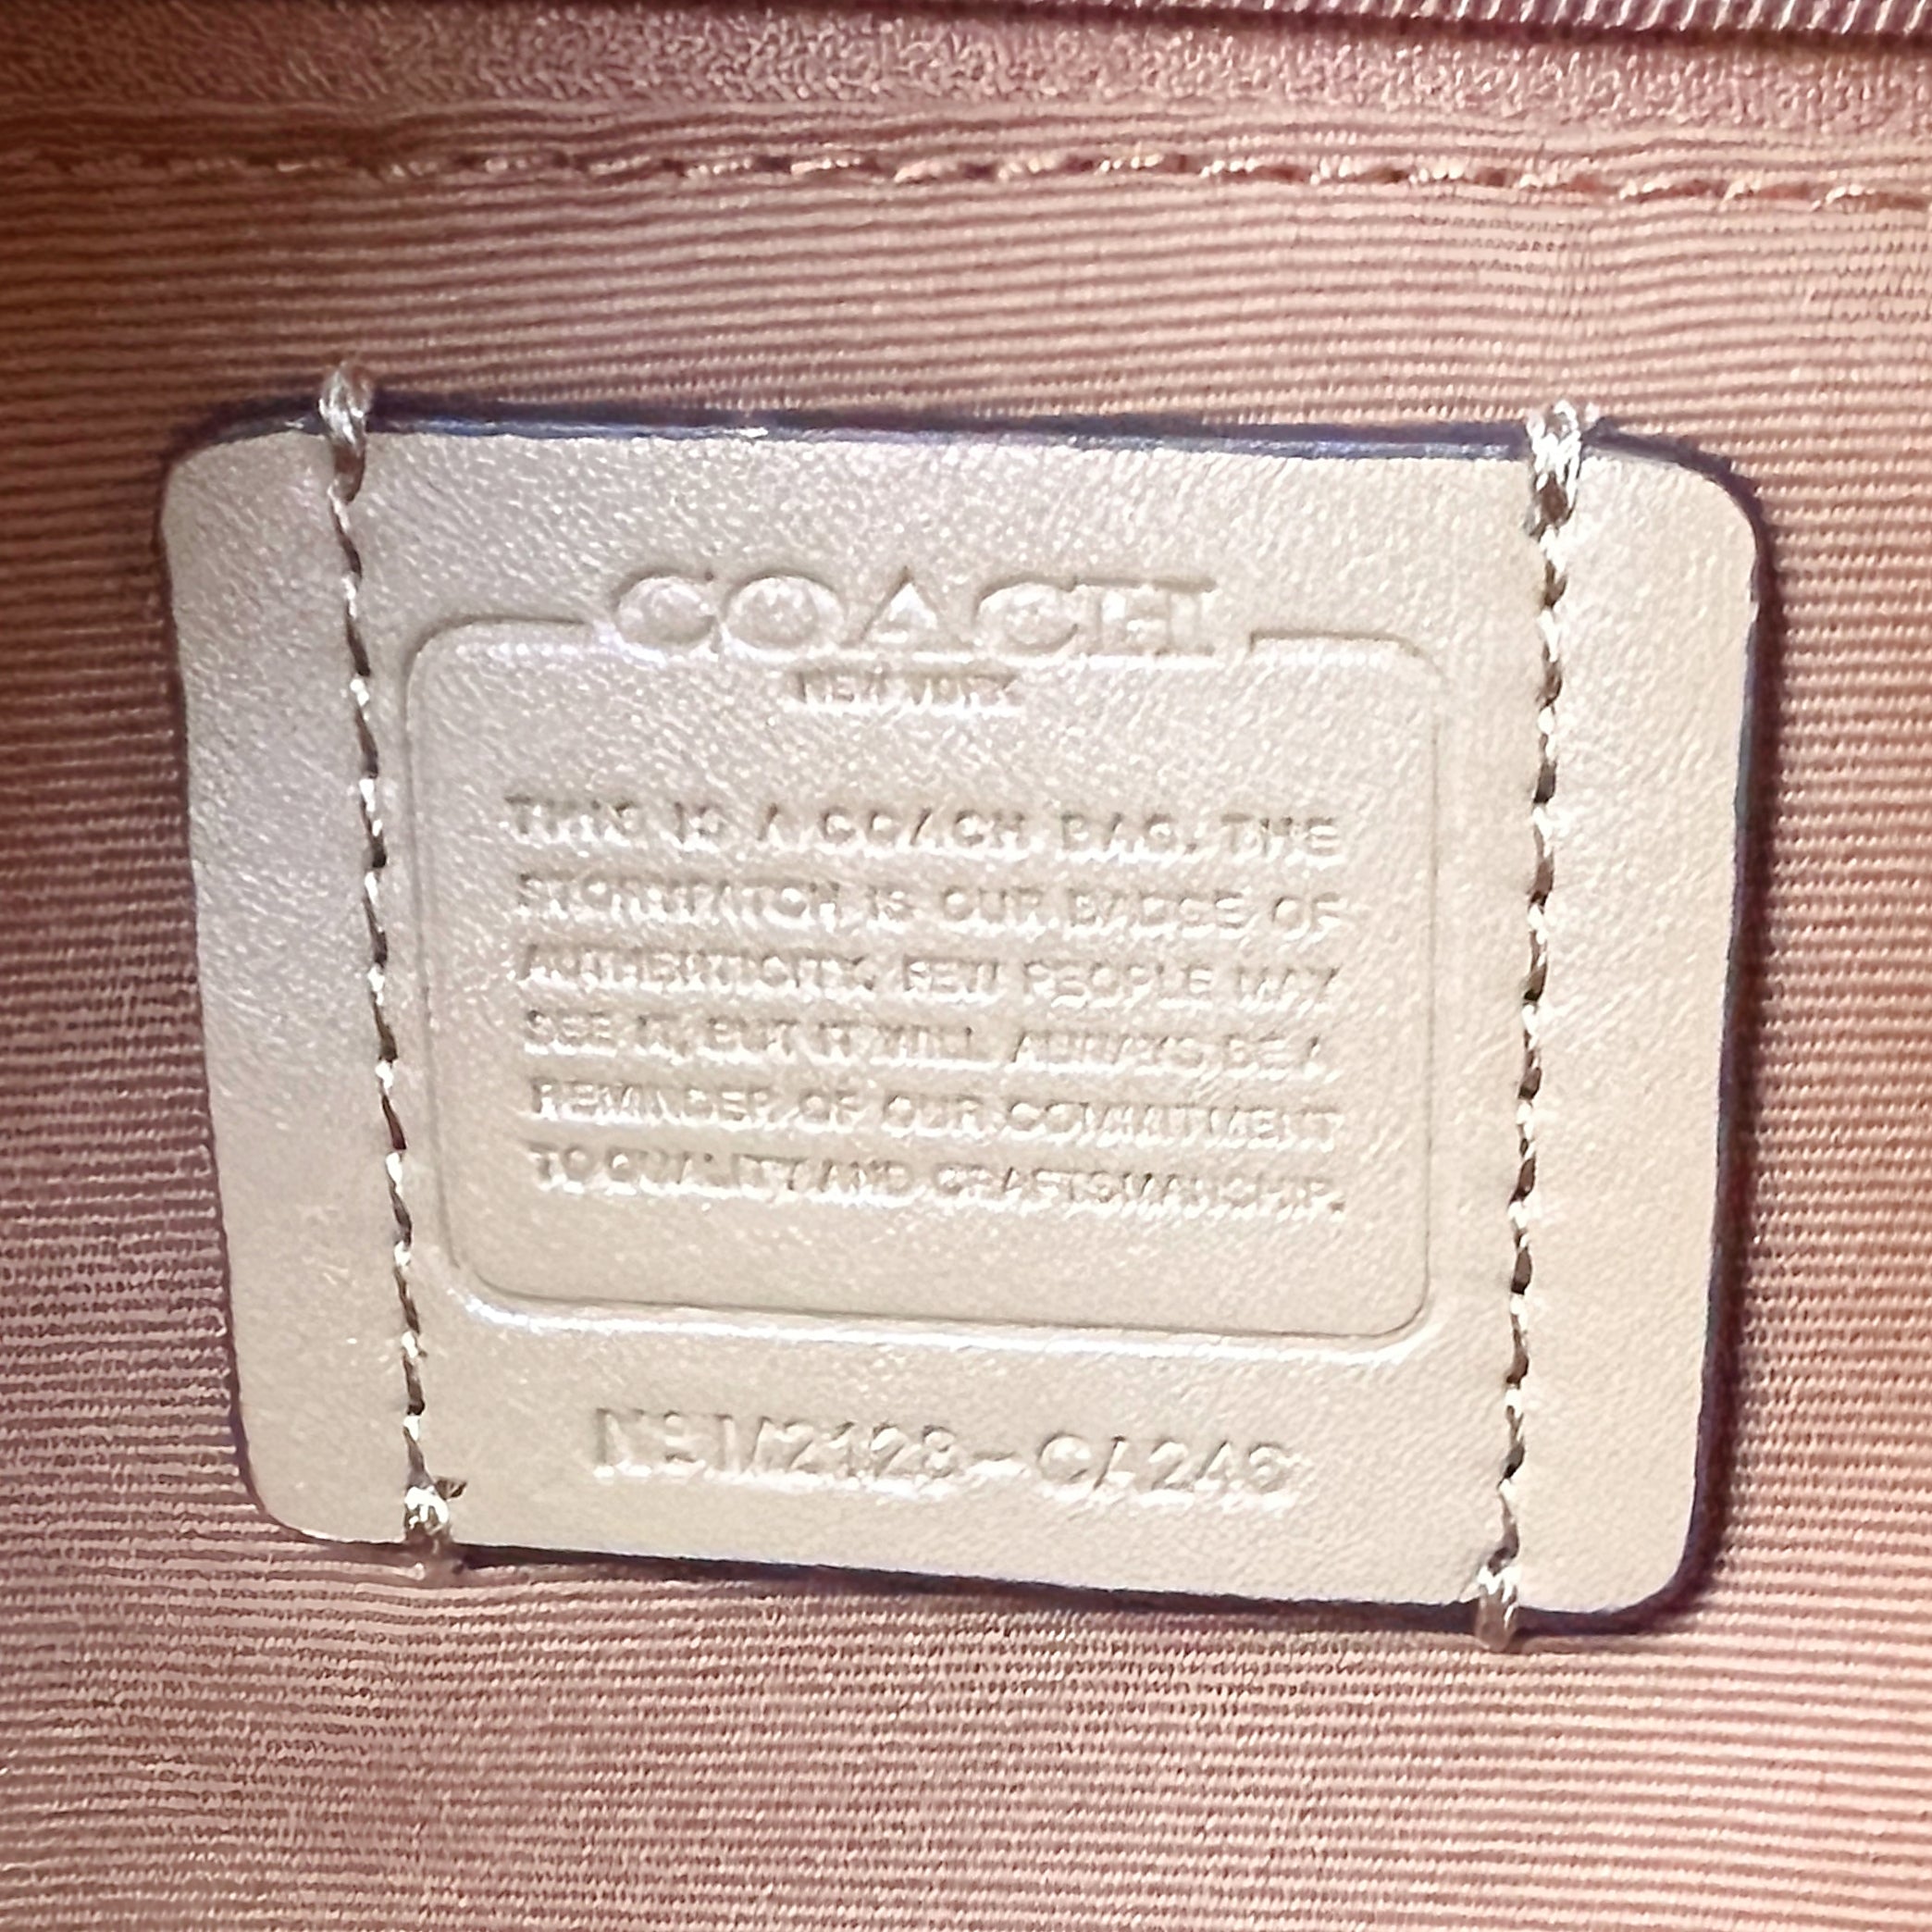 COACH
NEW YORK
THIS IS A COACH BAG. THE
STORYPATCH IS OUR BADGE OF
AUTHENTICITY. FEW PEOPLE MAY
SEE IT, BUT IT WILL ALWAYS BE A
REMINDER OF OUR COMMITMENT
TO QUALITY AND CRAFTSMANSHIP.